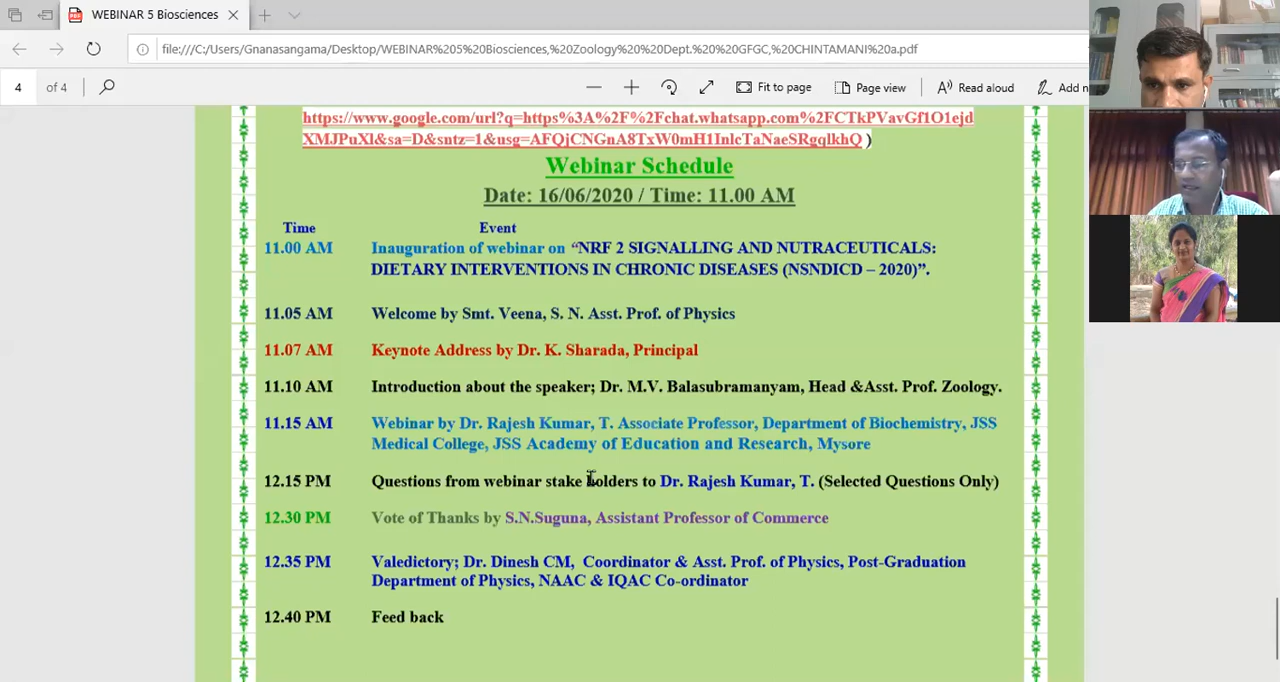 WEBINAR 5 Biosciences
file:///C:/Users/Gnanasangama/Desktop/WEBINAR%205%20Biosciences,%20Zoology%20%20Dept.%20%20GFGC,%20CHINTAMANI%20a.pdf
4 of 4 Fit to page Page view Read aloud Add n
https://www.google.com/url?q=https%3A%2F%2Fchat.whatsapp.com%2FCTkPVavGf1O1ejd
XMJPuXl&sa=D&sntz=1&usg=AFQjCNGnA8TxW0mH1InlcTaNaeSRgqlkhQ )
Webinar Schedule
Date: 16/06/2020 / Time: 11.00 AM
Time Event
11.00 AM Inauguration of webinar on “NRF 2 SIGNALLING AND NUTRACEUTICALS:
DIETARY INTERVENTIONS IN CHRONIC DISEASES (NSNDICD – 2020)”.
11.05 AM Welcome by Smt. Veena, S. N. Asst. Prof. of Physics
11.07 AM Keynote Address by Dr. K. Sharada, Principal
11.10 AM Introduction about the speaker; Dr. M.V. Balasubramanyam, Head &Asst. Prof. Zoology.
11.15 AM Webinar by Dr. Rajesh Kumar, T. Associate Professor, Department of Biochemistry, JSS
Medical College, JSS Academy of Education and Research, Mysore
12.15 PM Questions from webinar stake holders to Dr. Rajesh Kumar, T. (Selected Questions Only)
12.30 PM Vote of Thanks by S.N.Suguna, Assistant Professor of Commerce
12.35 PM Valedictory; Dr. Dinesh CM, Coordinator & Asst. Prof. of Physics, Post-Graduation
Department of Physics, NAAC & IQAC Co-ordinator
12.40 PM Feed back